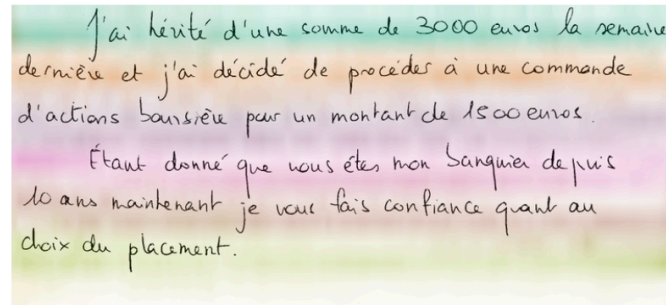 J'ai hérité d'une somme de 3000 euros la semaine
dernière et j'ai décidé de procéder à une commande
d'actions boursière pour un montant de 1500 euros.
Étant donné que vous êtes mon banquier depuis
10 ans maintenant je vous fais confiance quant au
choix du placement.